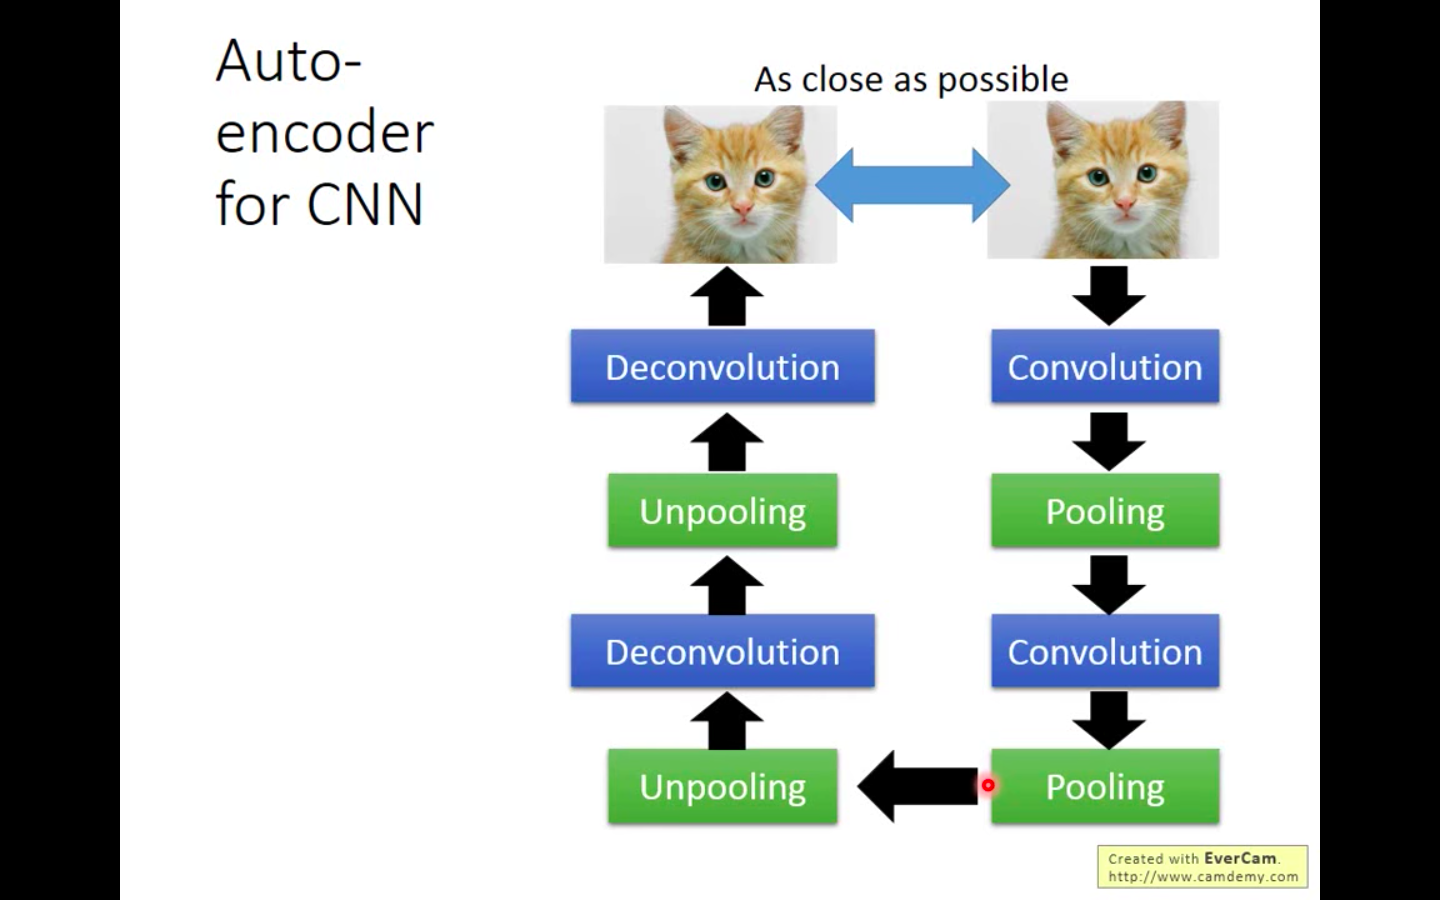 Auto-
encoder
for CNN
As close as possible
Deconvolution
Convolution
Unpooling
Pooling
Deconvolution
Convolution
Unpooling
Pooling
Created with EverCam.
http://www.camdemy.com